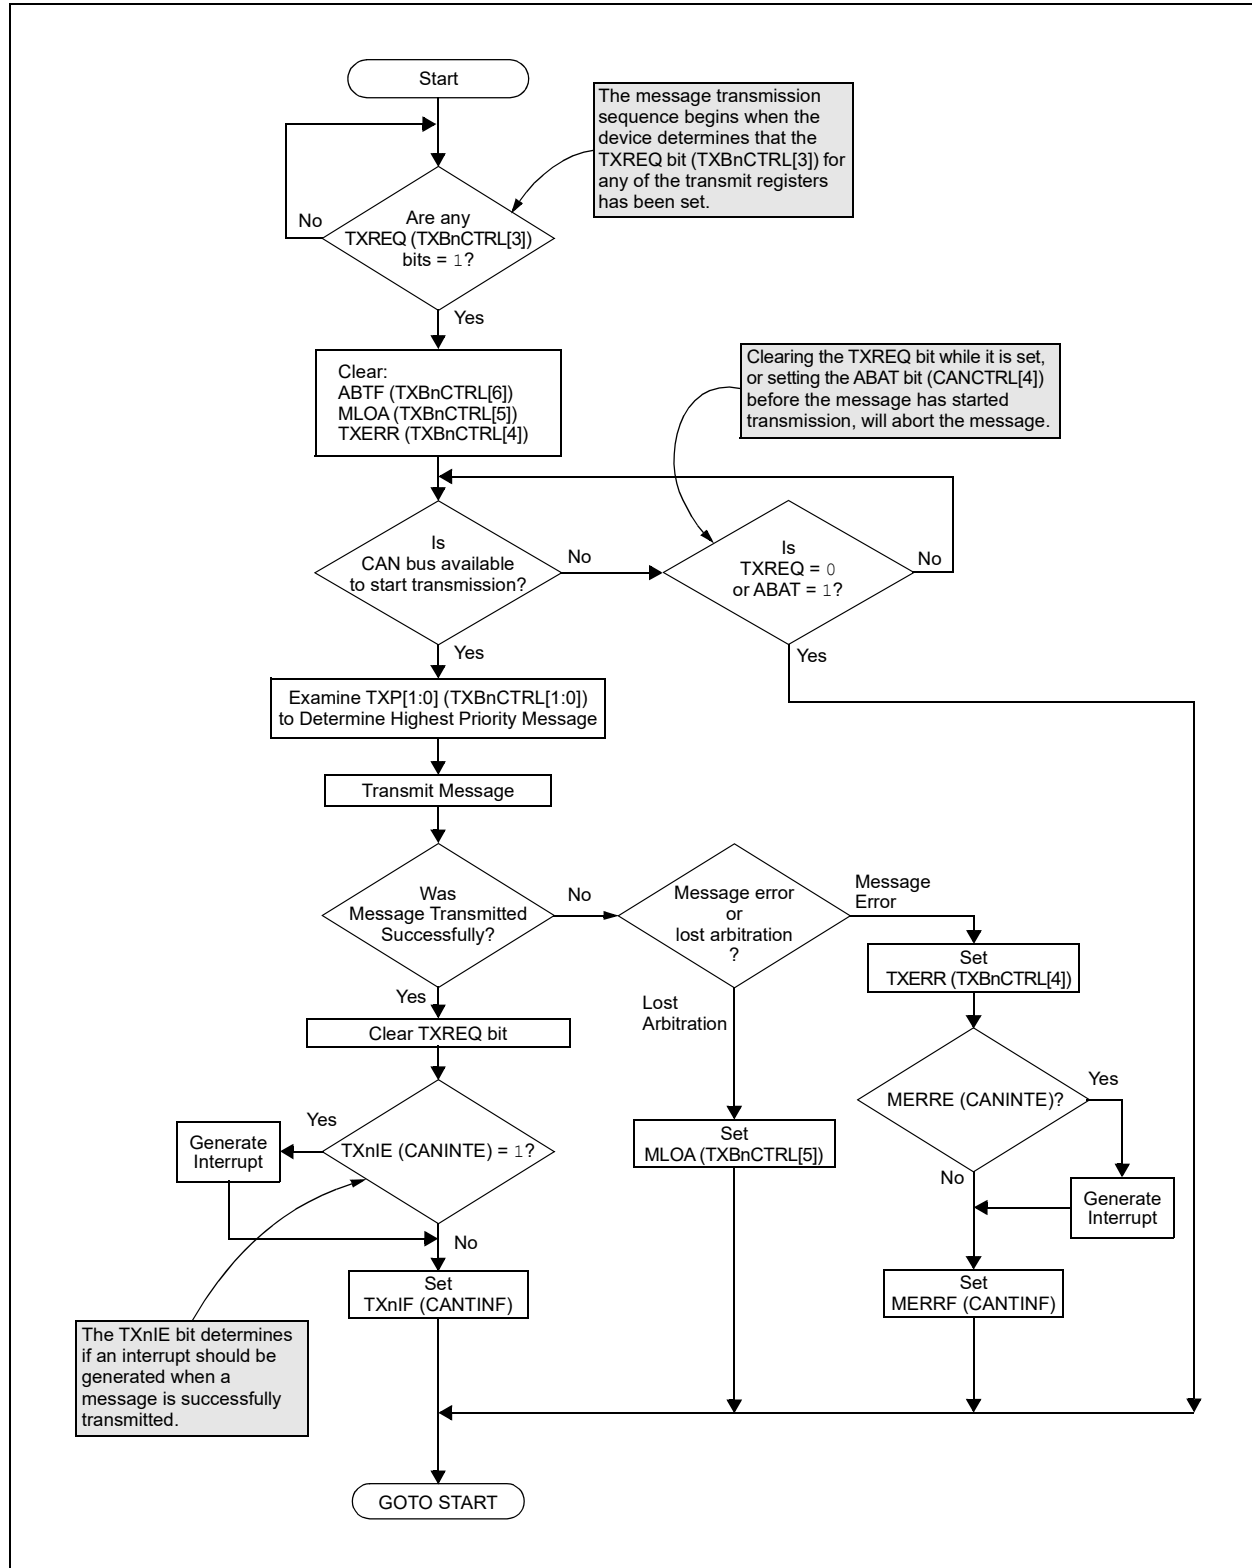 Start
The message transmission
sequence begins when the
device determines that the
TXREQ bit (TXBnCTRL[3]) for
any of the transmit registers
has been set.
No
Are any
TXREQ (TXBnCTRL[3])
bits = 1?
Yes
Clear:
ABTF (TXBnCTRL[6])
MLOA (TXBnCTRL[5])
TXERR (TXBnCTRL[4])
Clearing the TXREQ bit while it is set,
or setting the ABAT bit (CANCTRL[4])
before the message has started
transmission, will abort the message.
Is
CAN bus available
to start transmission?
No
Is
TXREQ = 0
or ABAT = 1?
No
Yes
Yes
Examine TXP[1:0] (TXBnCTRL[1:0])
to Determine Highest Priority Message
Transmit Message
Was
Message Transmitted
Successfully?
No
Message error
or
lost arbitration
?
Message
Error
Set
TXERR (TXBnCTRL[4])
Yes
Lost
Arbitration
Clear TXREQ bit
MERRE (CANINTE)?
Yes
Yes
Generate
Interrupt
TXnIE (CANINTE) = 1?
Set
MLOA (TXBnCTRL[5])
No
Generate
Interrupt
No
Set
TXnIF (CANTINF)
Set
MERRF (CANTINF)
The TXnIE bit determines
if an interrupt should be
generated when a
message is successfully
transmitted.
GOTO START